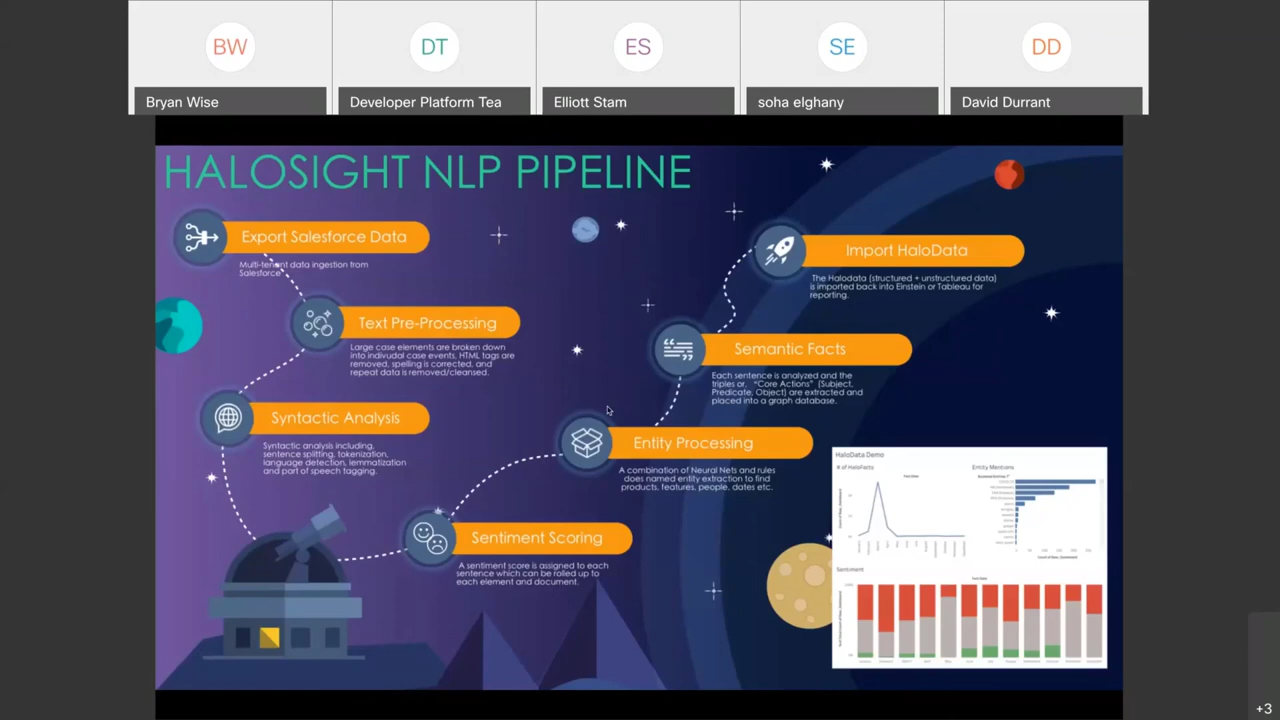 BW
DT
ES
SE
DD
Bryan Wise
Developer Platform Tea
Elliott Stam
soha elghany
David Durrant
HALOSIGHT NLP PIPELINE
Export Salesforce Data
Multi-tenant data ingestion from
Salesforce
Text Pre-Processing
Large case elements are broken down
into indivudal case events, HTML tags are
removed, spelling is corrected, and
repeat data is removed/cleansed.
Syntactic Analysis
Syntactic analysis including,
sentence splitting, tokenization,
language detection, lemmatization
and part of speech tagging.
Sentiment Scoring
A sentiment score is assigned to each
sentence which can be rolled up to
each element and document.
Entity Processing
A combination of Neural Nets and rules
does named entity extraction to find
products, features, people, dates etc.
Semantic Facts
Each sentence is analyzed and the
triples or, "Core Actions" (Subject,
Predicate, Object) are extracted and
placed into a graph database.
Import HaloData
The Halodata (structured + unstructured data)
is imported back into Einstein or Tableau for
reporting.
HaloData Demo
# of HaloFacts
Entity Mentions
Sentiment
+3